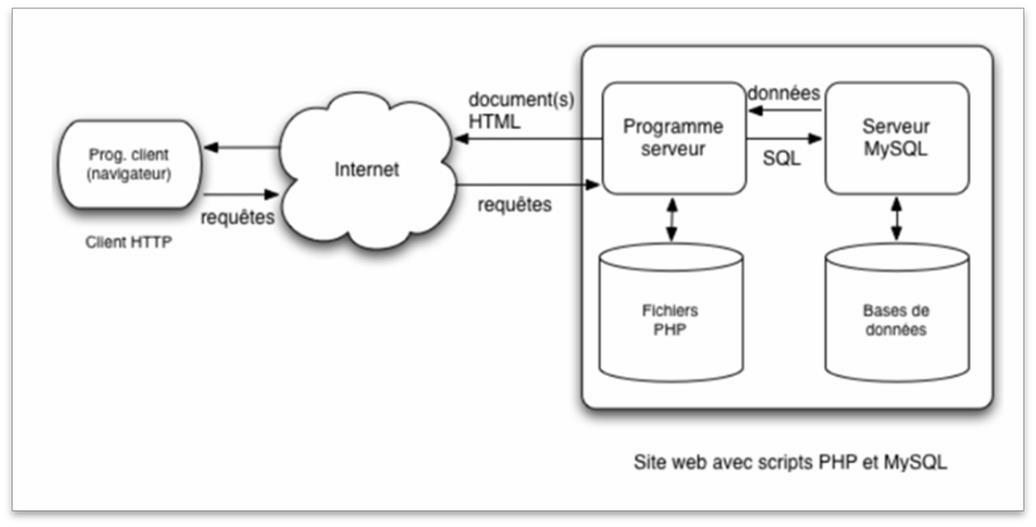 Prog. client
(navigateur)
Client HTTP
requêtes
Internet
document(s)
HTML
requêtes
Programme
serveur
données
SQL
Serveur
MySQL
Fichiers
PHP
Bases de
données
Site web avec scripts PHP et MySQL